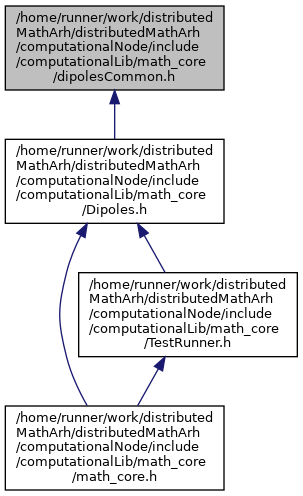 /home/runner/work/distributed
MathArh/distributedMathArh
/computationalNode/include
/computationalLib/math_core
/dipolesCommon.h
/home/runner/work/distributed
MathArh/distributedMathArh
/computationalNode/include
/computationalLib/math_core
/Dipoles.h
/home/runner/work/distributed
MathArh/distributedMathArh
/computationalNode/include
/computationalLib/math_core
/TestRunner.h
/home/runner/work/distributed
MathArh/distributedMathArh
/computationalNode/include
/computationalLib/math_core
/math_core.h